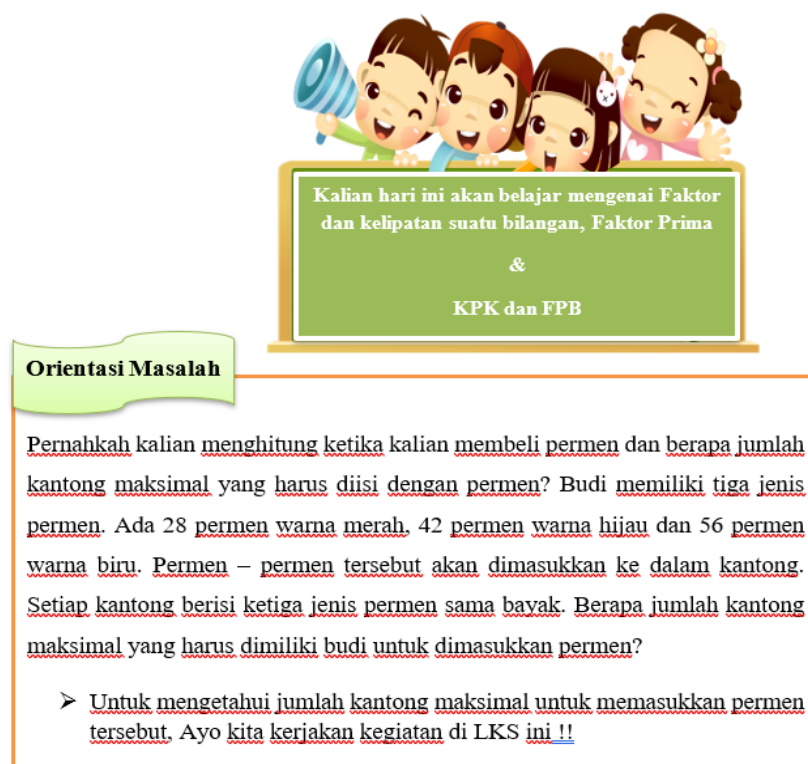 Kalian hari ini akan belajar mengenai Faktor
dan kelipatan suatu bilangan, Faktor Prima
&
KPK dan FPB
Orientasi Masalah
Pernahkah kalian menghitung ketika kalian membeli permen dan berapa jumlah
kantong maksimal yang harus diisi dengan permen? Budi memiliki tiga jenis
permen. Ada 28 permen warna merah, 42 permen warna hijau dan 56 permen
warna biru. Permen – permen tersebut akan dimasukkan ke dalam kantong.
Setiap kantong berisi ketiga jenis permen sama bayak. Berapa jumlah kantong
maksimal yang harus dimiliki budi untuk dimasukkan permen?
➢ Untuk mengetahui jumlah kantong maksimal untuk memasukkan permen
tersebut, Ayo kita kerjakan kegiatan di LKS ini !!